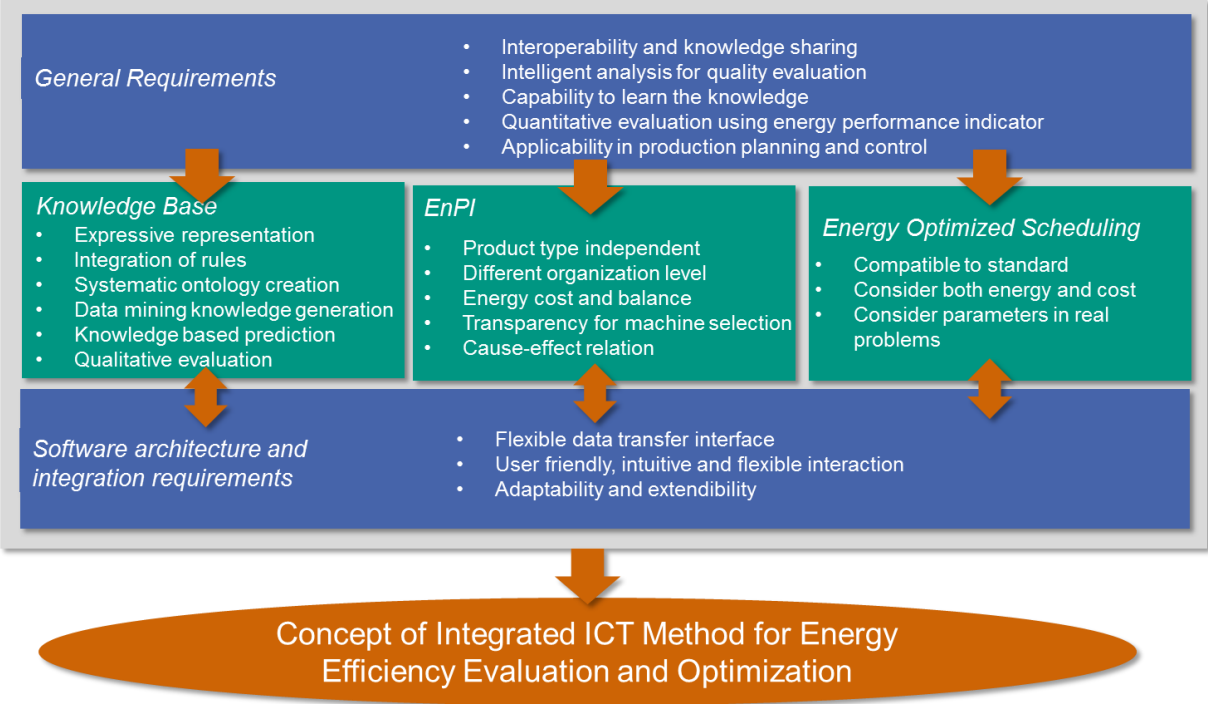 General Requirements
• Interoperability and knowledge sharing
• Intelligent analysis for quality evaluation
• Capability to learn the knowledge
• Quantitative evaluation using energy performance indicator
• Applicability in production planning and control
Knowledge Base
• Expressive representation
• Integration of rules
• Systematic ontology creation
• Data mining knowledge generation
• Knowledge based prediction
• Qualitative evaluation
EnPI
• Product type independent
• Different organization level
• Energy cost and balance
• Transparency for machine selection
• Cause-effect relation
Energy Optimized Scheduling
• Compatible to standard
• Consider both energy and cost
• Consider parameters in real
problems
Software architecture and
integration requirements
• Flexible data transfer interface
• User friendly, intuitive and flexible interaction
• Adaptability and extendibility
Concept of Integrated ICT Method for Energy
Efficiency Evaluation and Optimization